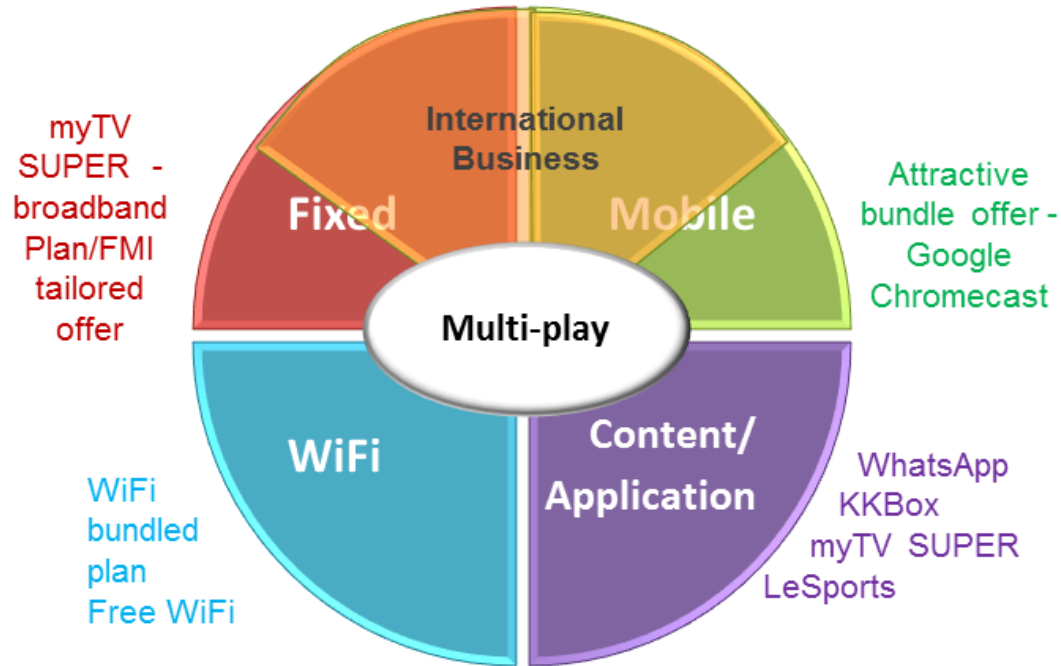 International
Business
Fixed
Mobile
Multi-play
WiFi
Content/
Application
myTV
SUPER -
broadband
Plan/FMI
tailored
offer
Attractive
bundle offer -
Google
Chromecast
WiFi
bundled
plan
Free WiFi
WhatsApp
KKBox
myTV SUPER
LeSports